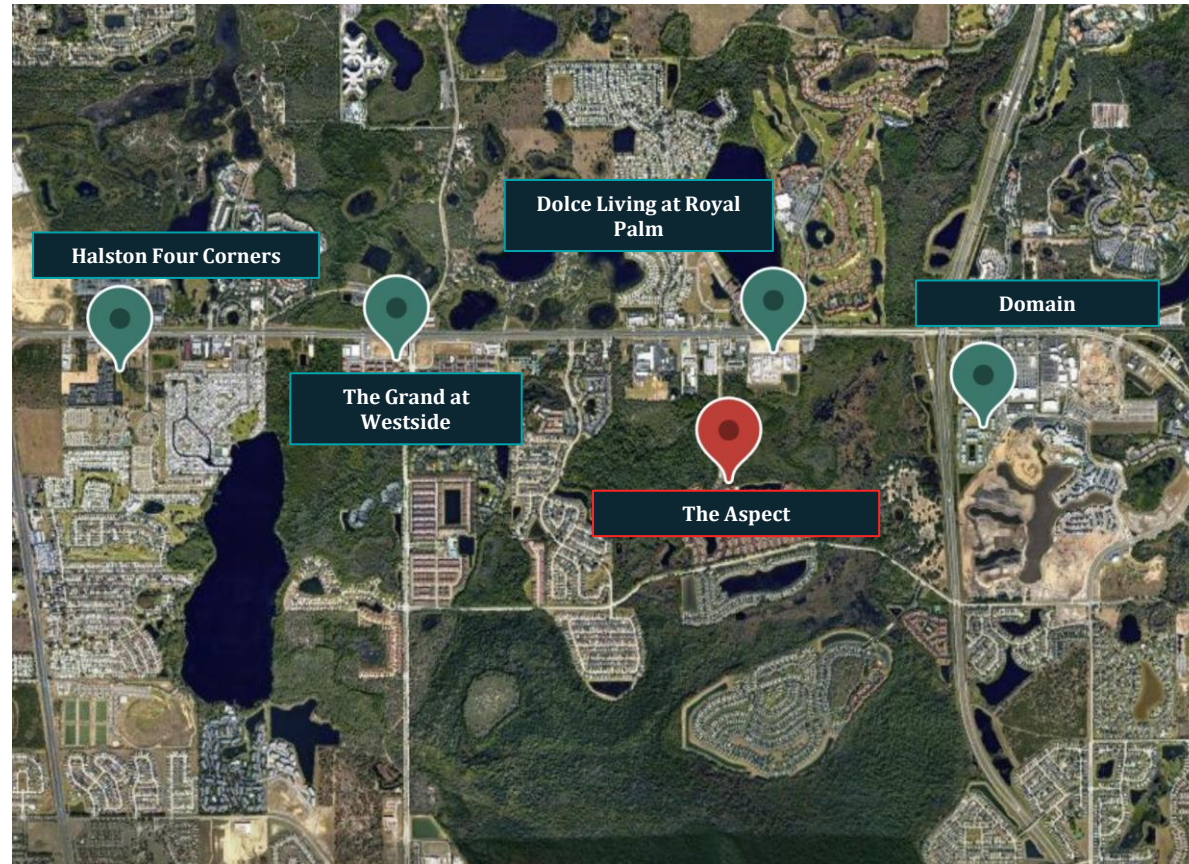 Dolce Living at Royal
Palm
Halston Four Corners
Domain
The Grand at
Westside
The Aspect